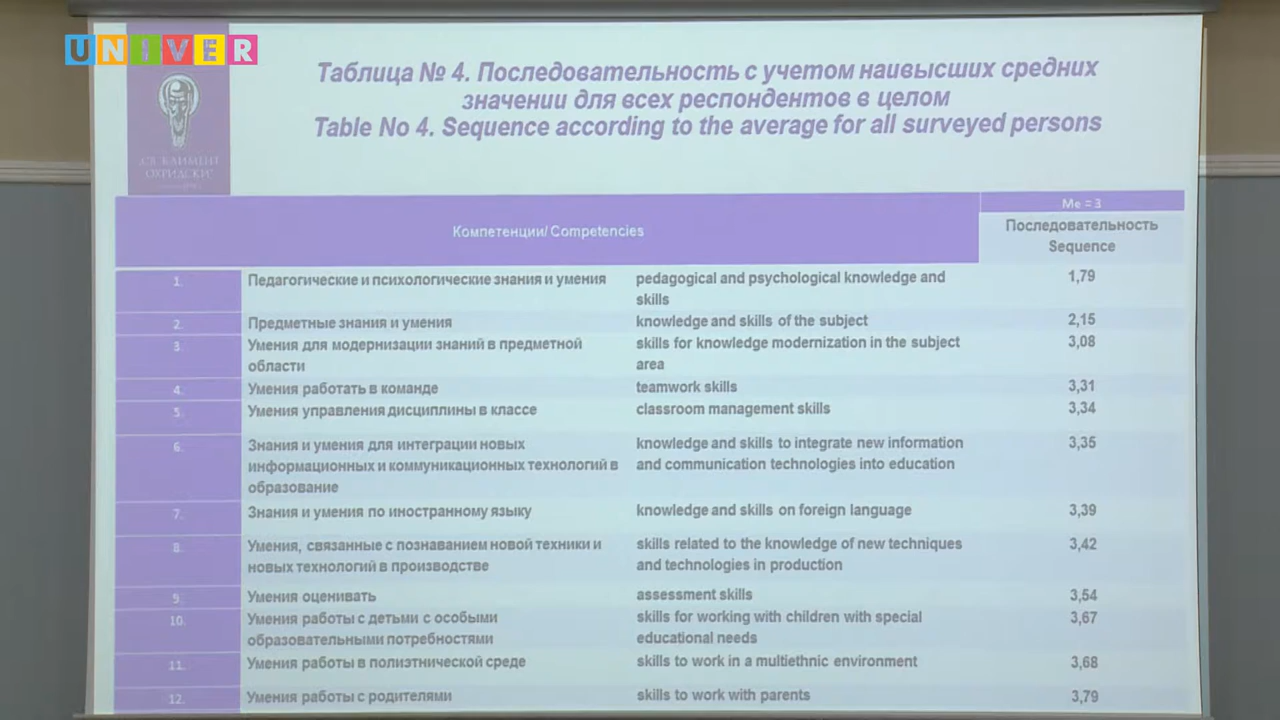 UNIVER
Таблица № 4. Последовательность с учетом наивысших средних
значении для всех респондентов в целом
Table No 4. Sequence according to the average for all surveyed persons
"СВ. КЛИМЕНТ
ОХРИДСКИ"
Me = 3
Компетенции/ Competencies
Последовательность
Sequence
1. Педагогические и психологические знания и умения pedagogical and psychological knowledge and 1,79
skills
2. Предметные знания и умения knowledge and skills of the subject 2,15
3. Умения для модернизации знаний в предметной skills for knowledge modernization in the subject 3,08
области area
4. Умения работать в команде teamwork skills 3,31
5. Умения управления дисциплины в классе classroom management skills 3,34
6. Знания и умения для интеграции новых knowledge and skills to integrate new information 3,35
информационных и коммуникационных технологий в and communication technologies into education
образование
7. Знания и умения по иностранному языку knowledge and skills on foreign language 3,39
8. Умения, связанные с познаванием новой техники и skills related to the knowledge of new techniques 3,42
новых технологий в производстве and technologies in production
9. Умения оценивать assessment skills 3,54
10. Умения работы с детьми с особыми skills for working with children with special 3,67
образовательными потребностями educational needs
11. Умения работы в полиэтнической среде skills to work in a multiethnic environment 3,68
12. Умения работы с родителями skills to work with parents 3,79